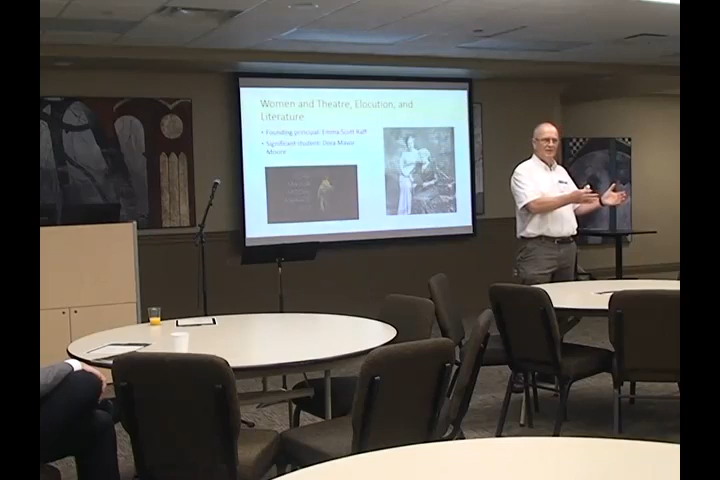 Women and Theatre, Elocution, and
Literature
• Founding principal: Emma Scott Raff
• Significant student: Dora Mavor
Moore